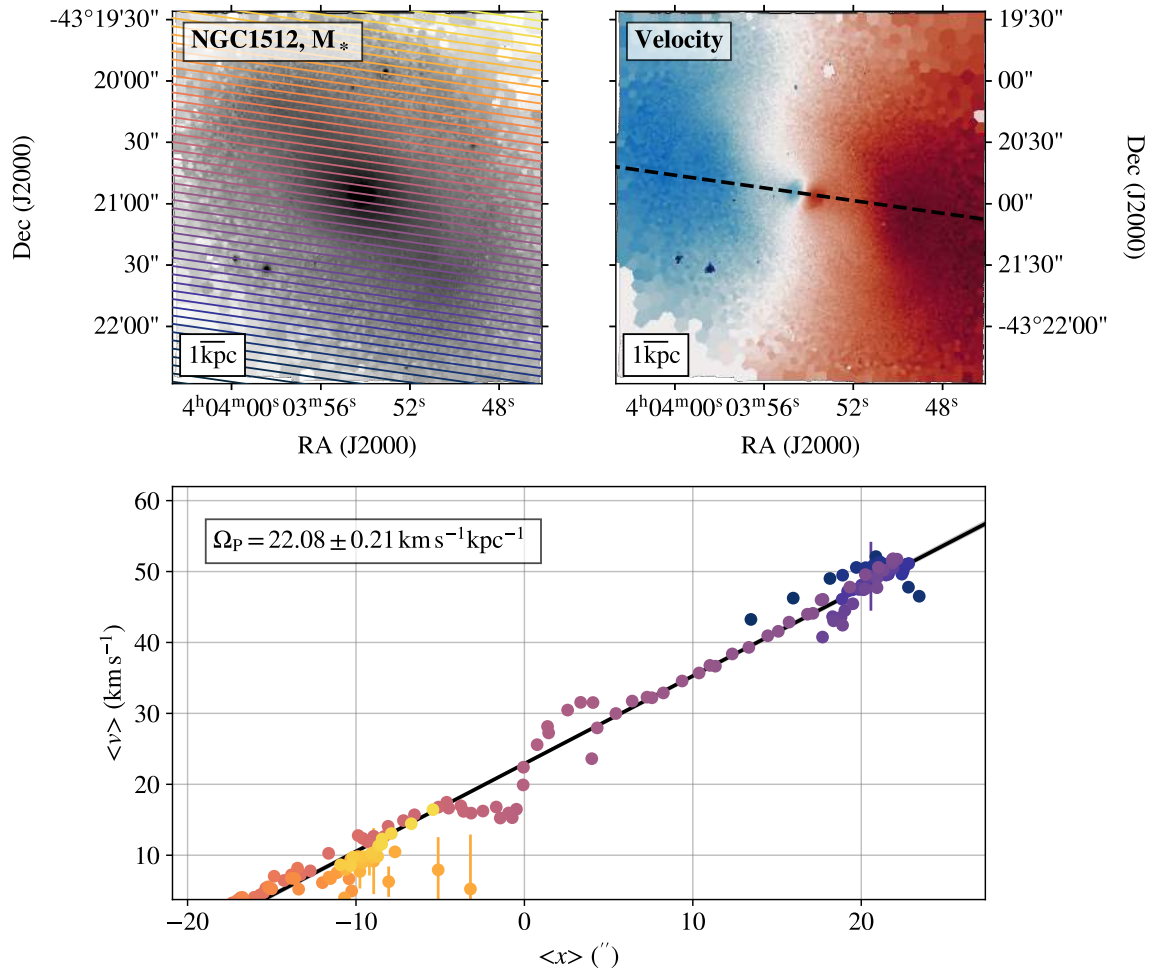 NGC1512, M⁎
Velocity
-43°19'30"
20'00"
30"
21'00"
30"
22'00"
Dec (J2000)
1kpc
4ʰ04ᵐ00ˢ 03ᵐ56ˢ 52ˢ 48ˢ
RA (J2000)
19'30"
00"
20'30"
00"
21'30"
-43°22'00"
Dec (J2000)
1kpc
4ʰ04ᵐ00ˢ 03ᵐ56ˢ 52ˢ 48ˢ
RA (J2000)
Ω_P = 22.08 ± 0.21 km s⁻¹kpc⁻¹
60
50
40
30
20
10
<v> (km s⁻¹)
−20 −10 0 10 20
<x> (′′)